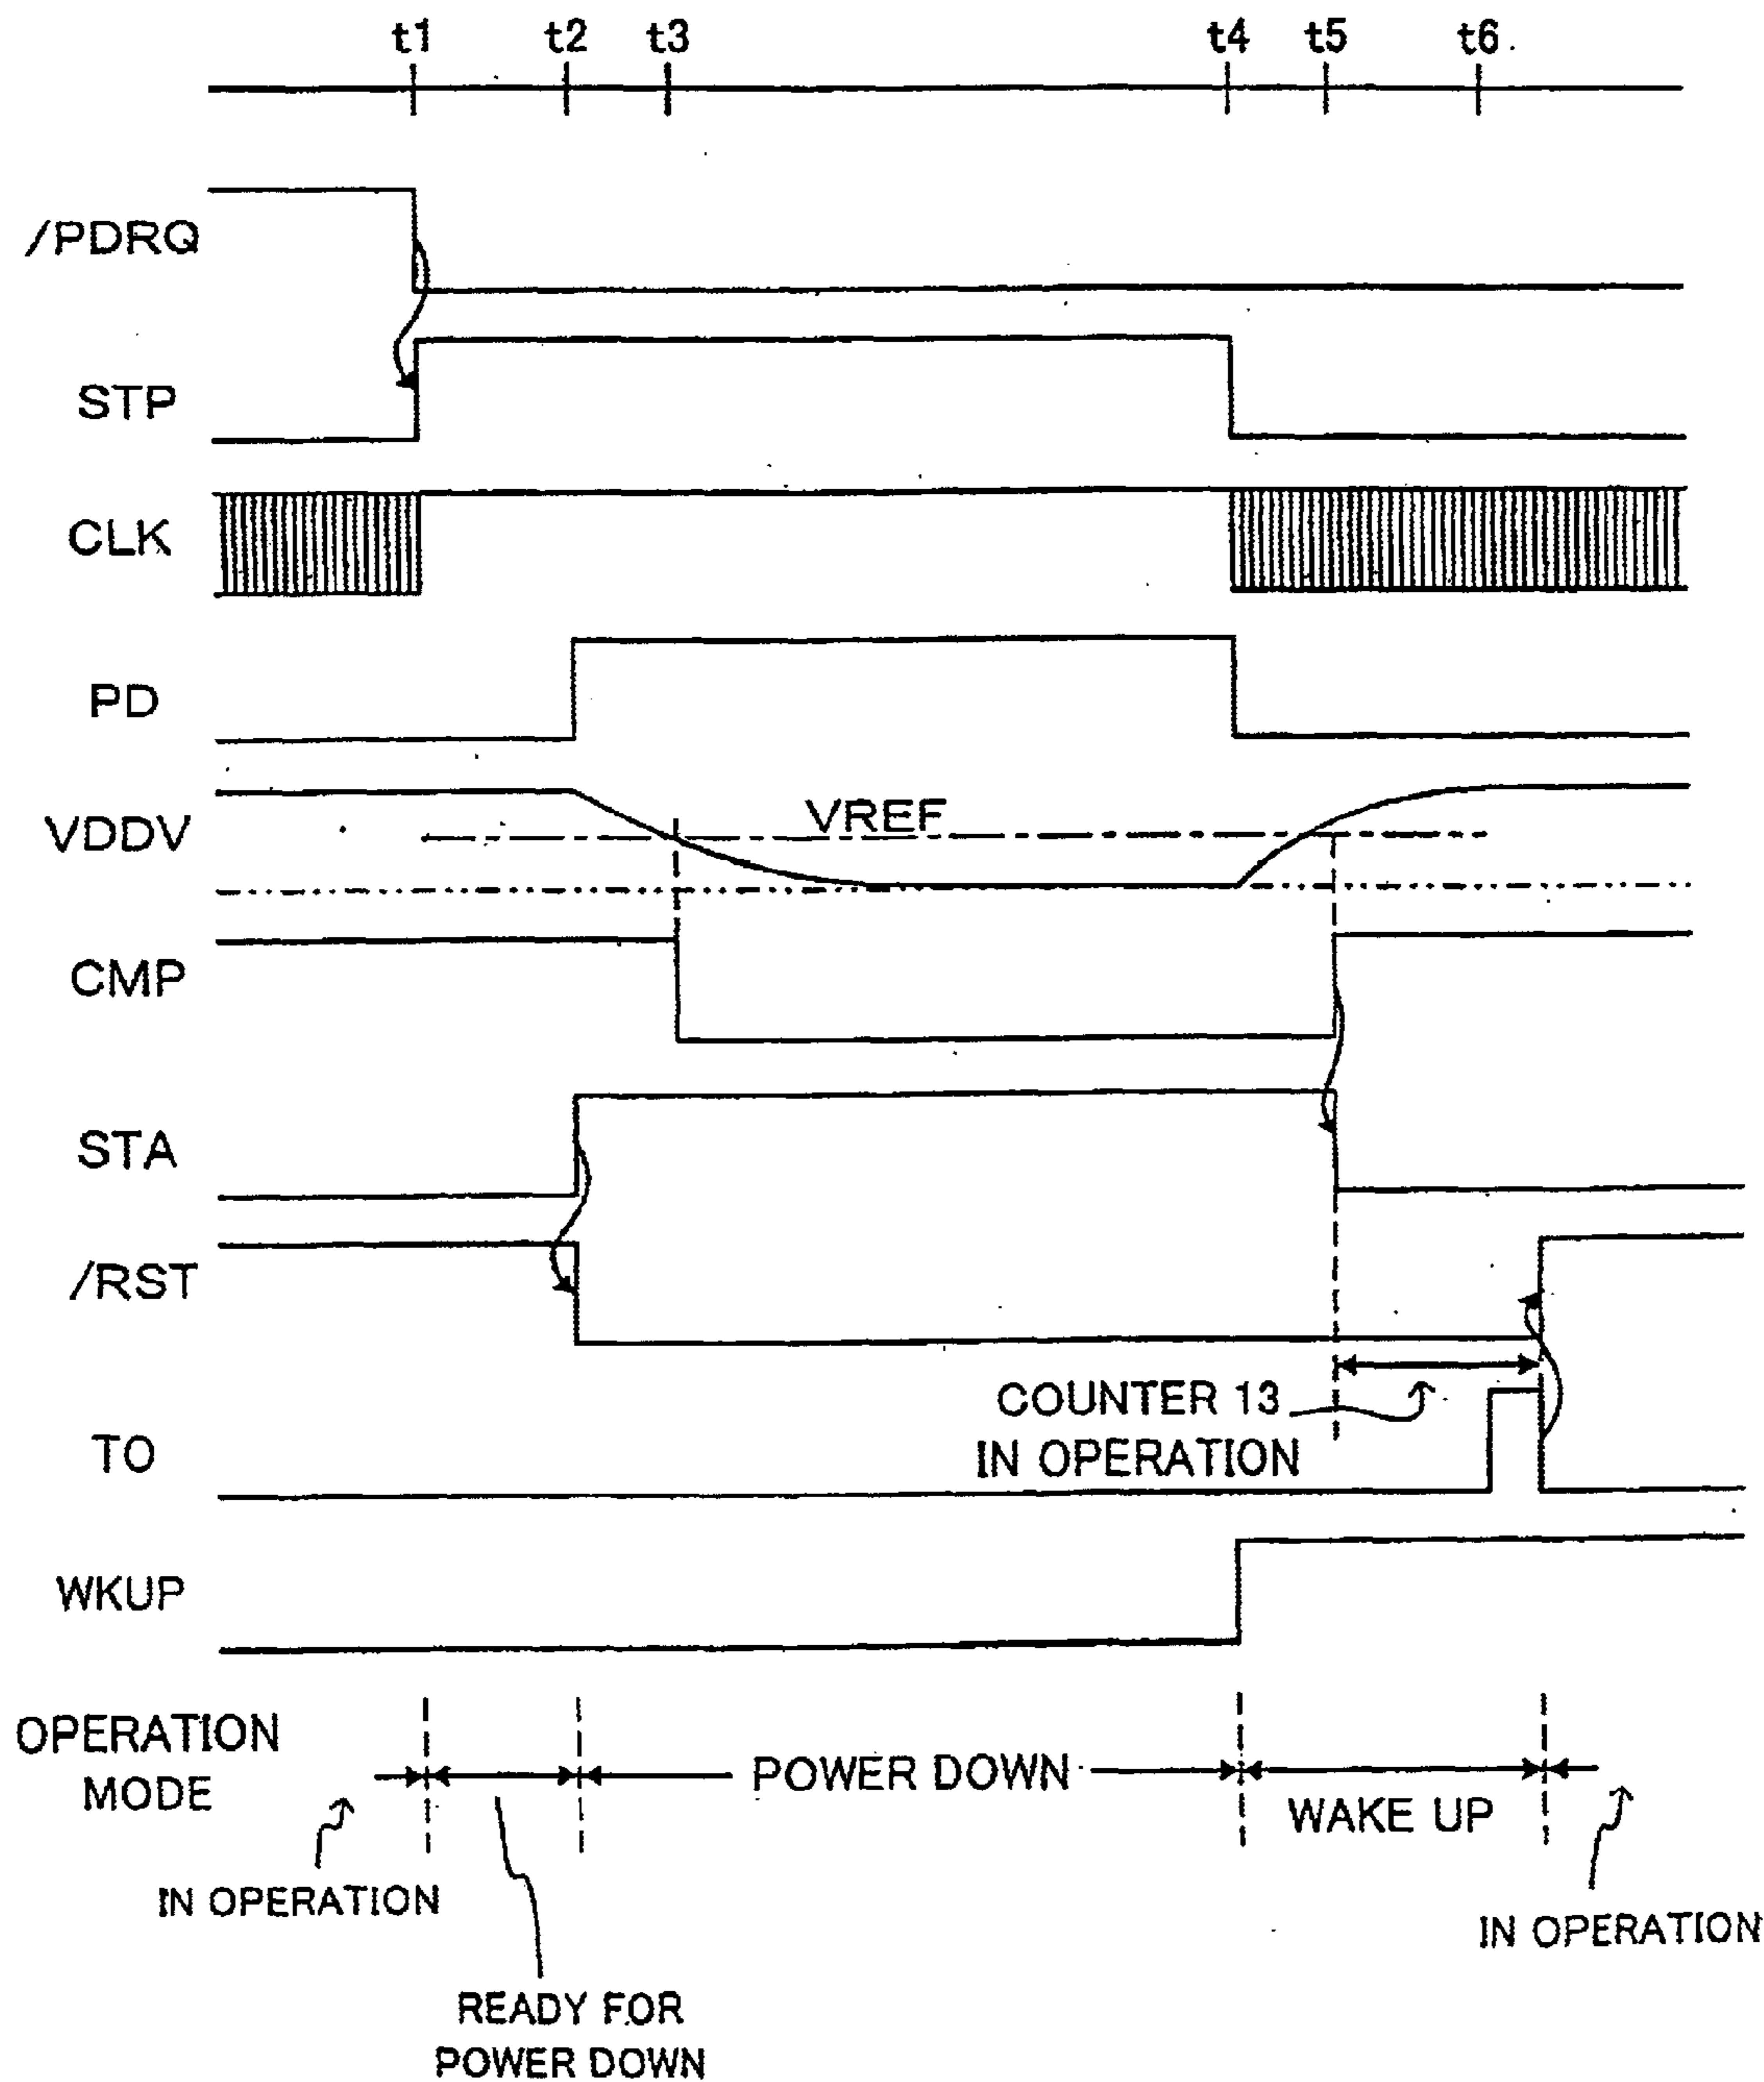 t1 t2 t3 t4 t5 t6
/PDRQ
STP
CLK
PD
VREF
VDDV
CMP
STA
/RST
COUNTER 13
IN OPERATION
TO
WKUP
OPERATION
MODE
POWER DOWN
WAKE UP
IN OPERATION
IN OPERATION
READY FOR
POWER DOWN